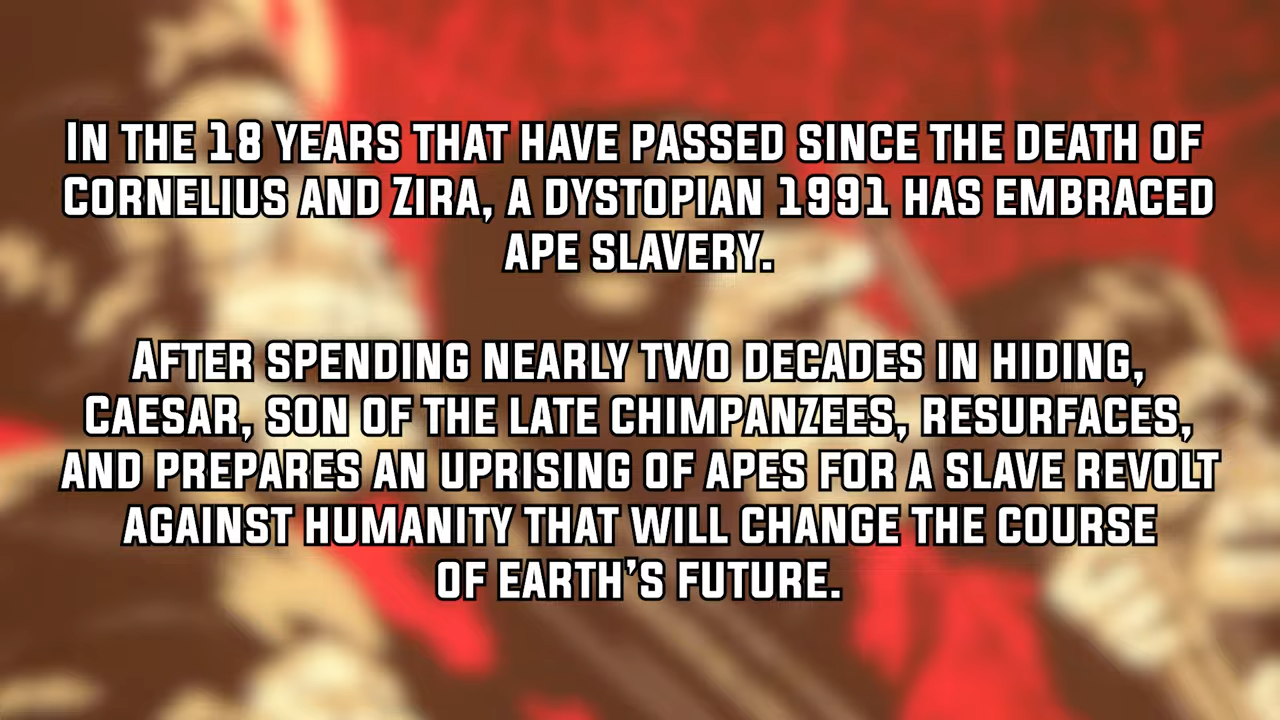 In the 18 years that have passed since the death of
Cornelius and Zira, a dystopian 1991 has embraced
ape slavery.
After spending nearly two decades in hiding,
Caesar, son of the late chimpanzees, resurfaces,
and prepares an uprising of apes for a slave revolt
against humanity that will change the course
of Earth's future.